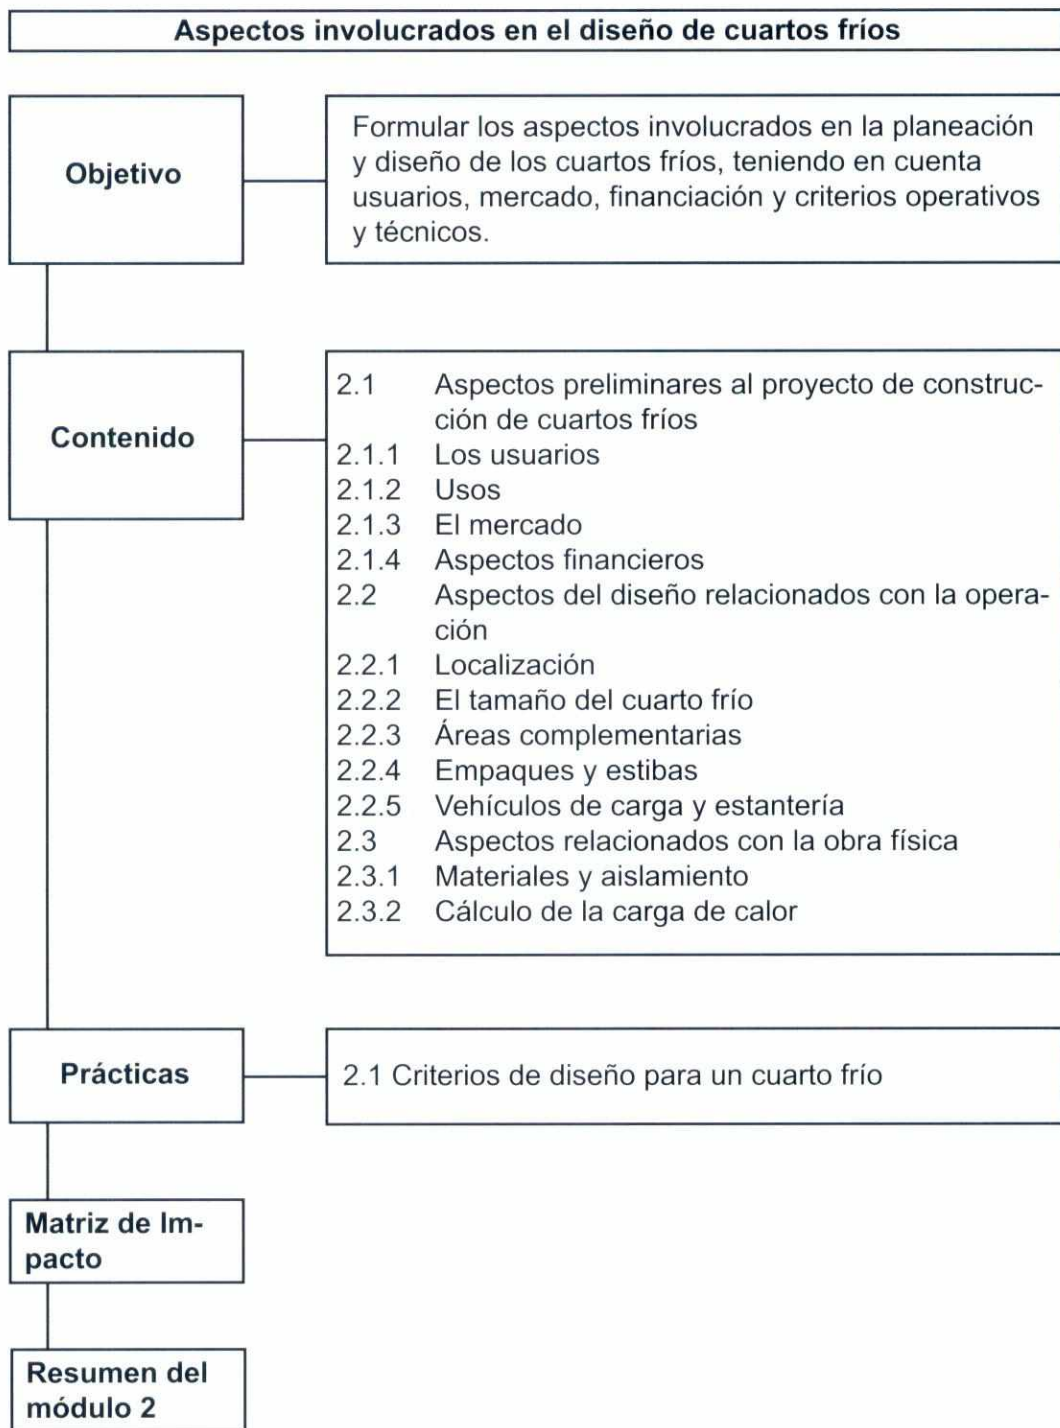 Aspectos involucrados en el diseño de cuartos fríos
Objetivo
Formular los aspectos involucrados en la planeación
y diseño de los cuartos fríos, teniendo en cuenta
usuarios, mercado, financiación y criterios operativos
y técnicos.
Contenido
2.1 Aspectos preliminares al proyecto de construc-
ción de cuartos fríos
2.1.1 Los usuarios
2.1.2 Usos
2.1.3 El mercado
2.1.4 Aspectos financieros
2.2 Aspectos del diseño relacionados con la opera-
ción
2.2.1 Localización
2.2.2 El tamaño del cuarto frío
2.2.3 Áreas complementarias
2.2.4 Empaques y estibas
2.2.5 Vehículos de carga y estantería
2.3 Aspectos relacionados con la obra física
2.3.1 Materiales y aislamiento
2.3.2 Cálculo de la carga de calor
Prácticas
2.1 Criterios de diseño para un cuarto frío
Matriz de Im-
pacto
Resumen del
módulo 2